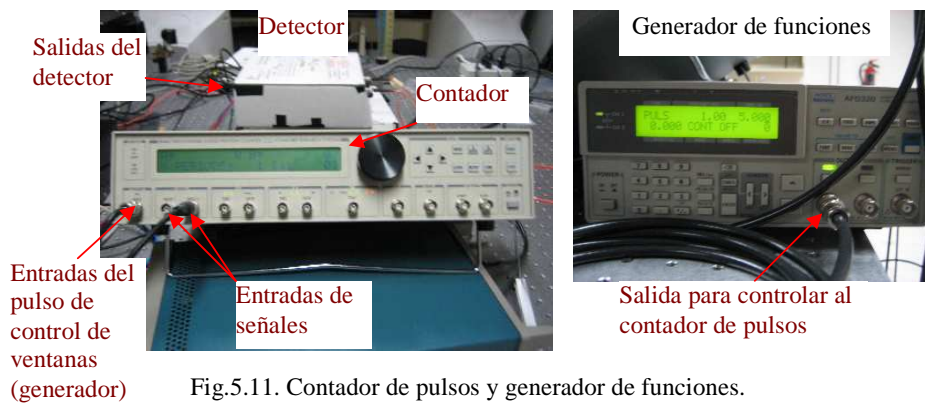 Salidas del
detector
Detector
Contador
Entradas del
pulso de
control de
ventanas
(generador)
Entradas de
señales
Generador de funciones
PULS 1.00 5.000
0.000 CONT OFF 0
AFG320
POWER
Salida para controlar al
contador de pulsos
Fig.5.11. Contador de pulsos y generador de funciones.